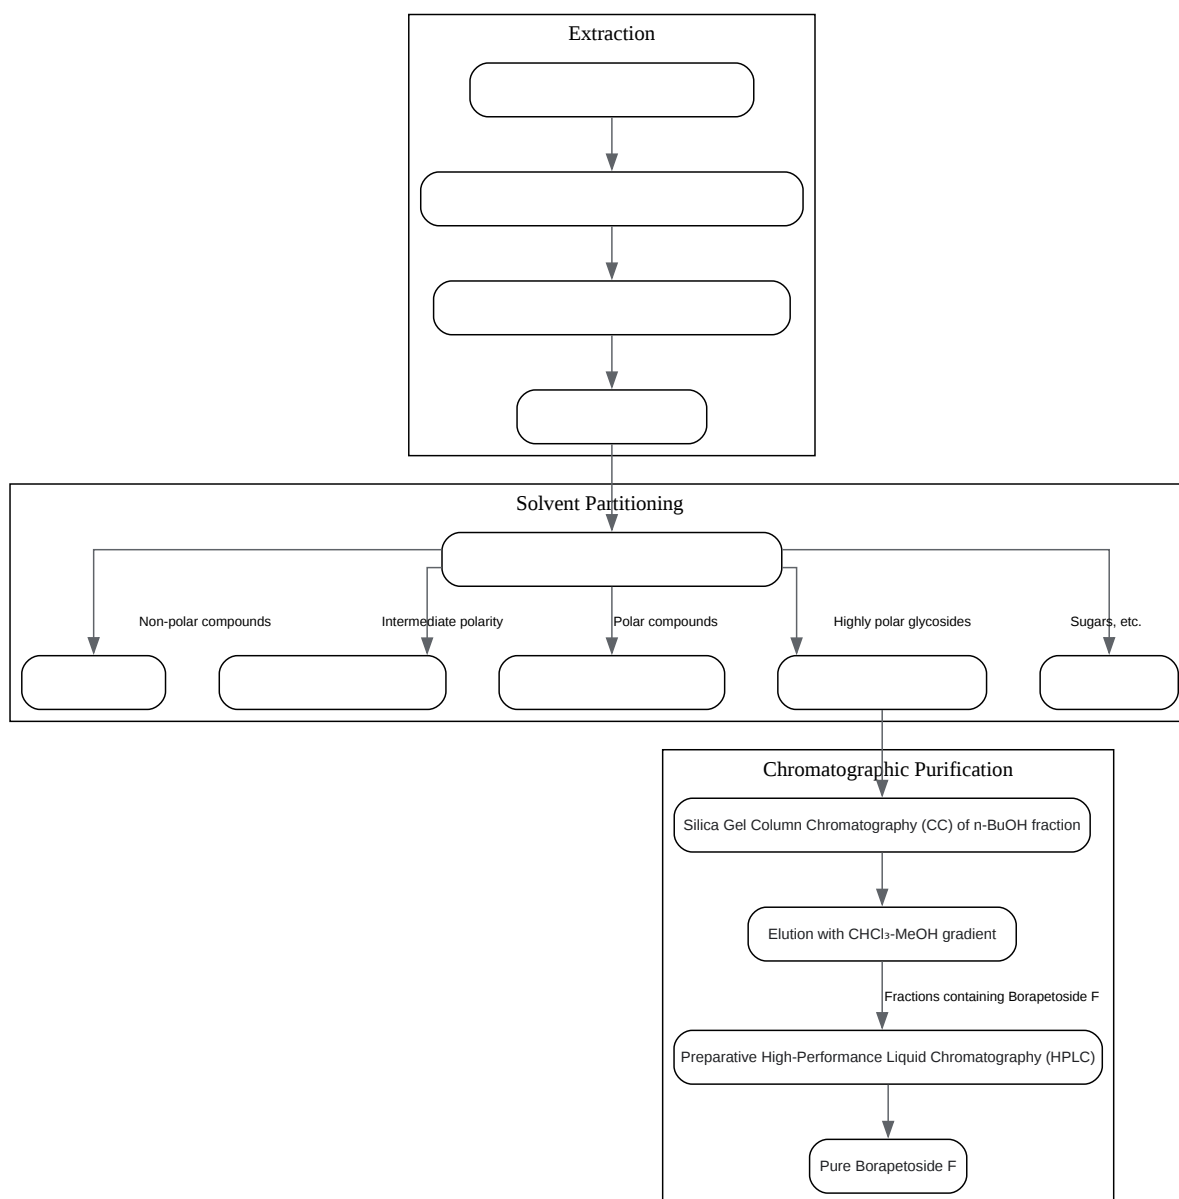 Extraction
Solvent Partitioning
Non-polar compounds
Intermediate polarity
Polar compounds
Highly polar glycosides
Sugars, etc.
Chromatographic Purification
Silica Gel Column Chromatography (CC) of n-BuOH fraction
Elution with CHCl₃-MeOH gradient
Fractions containing Borapetoside F
Preparative High-Performance Liquid Chromatography (HPLC)
Pure Borapetoside F